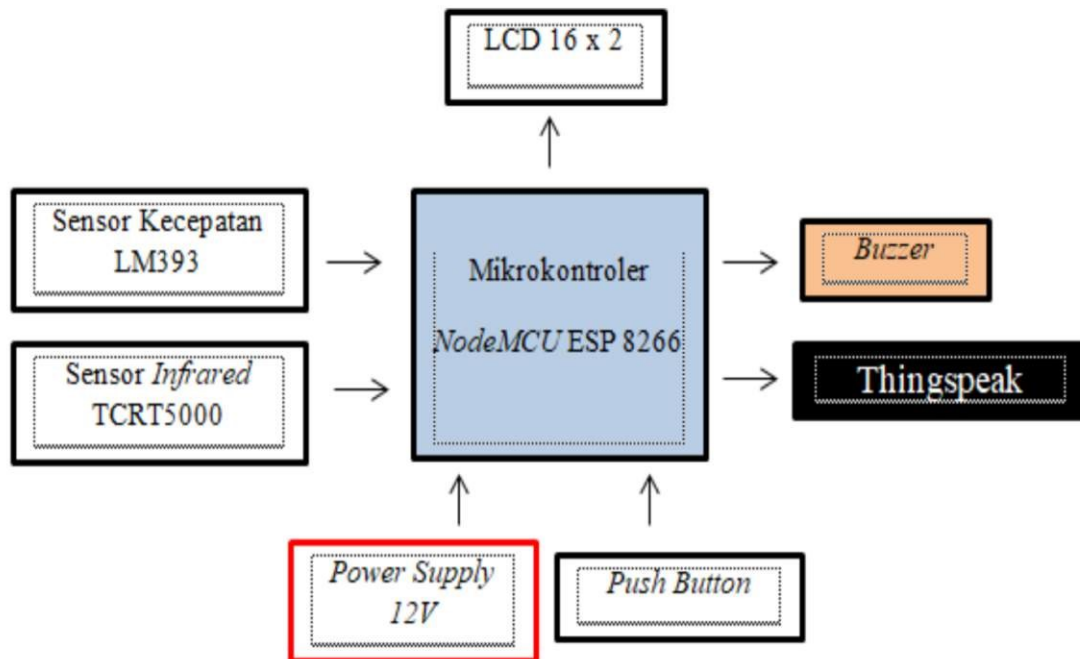 LCD 16 x 2
Sensor Kecepatan
LM393
Mikrokontroler
NodeMCU ESP 8266
Buzzer
Sensor Infrared
TCRT5000
Thingspeak
Power Supply
12V
Push Button